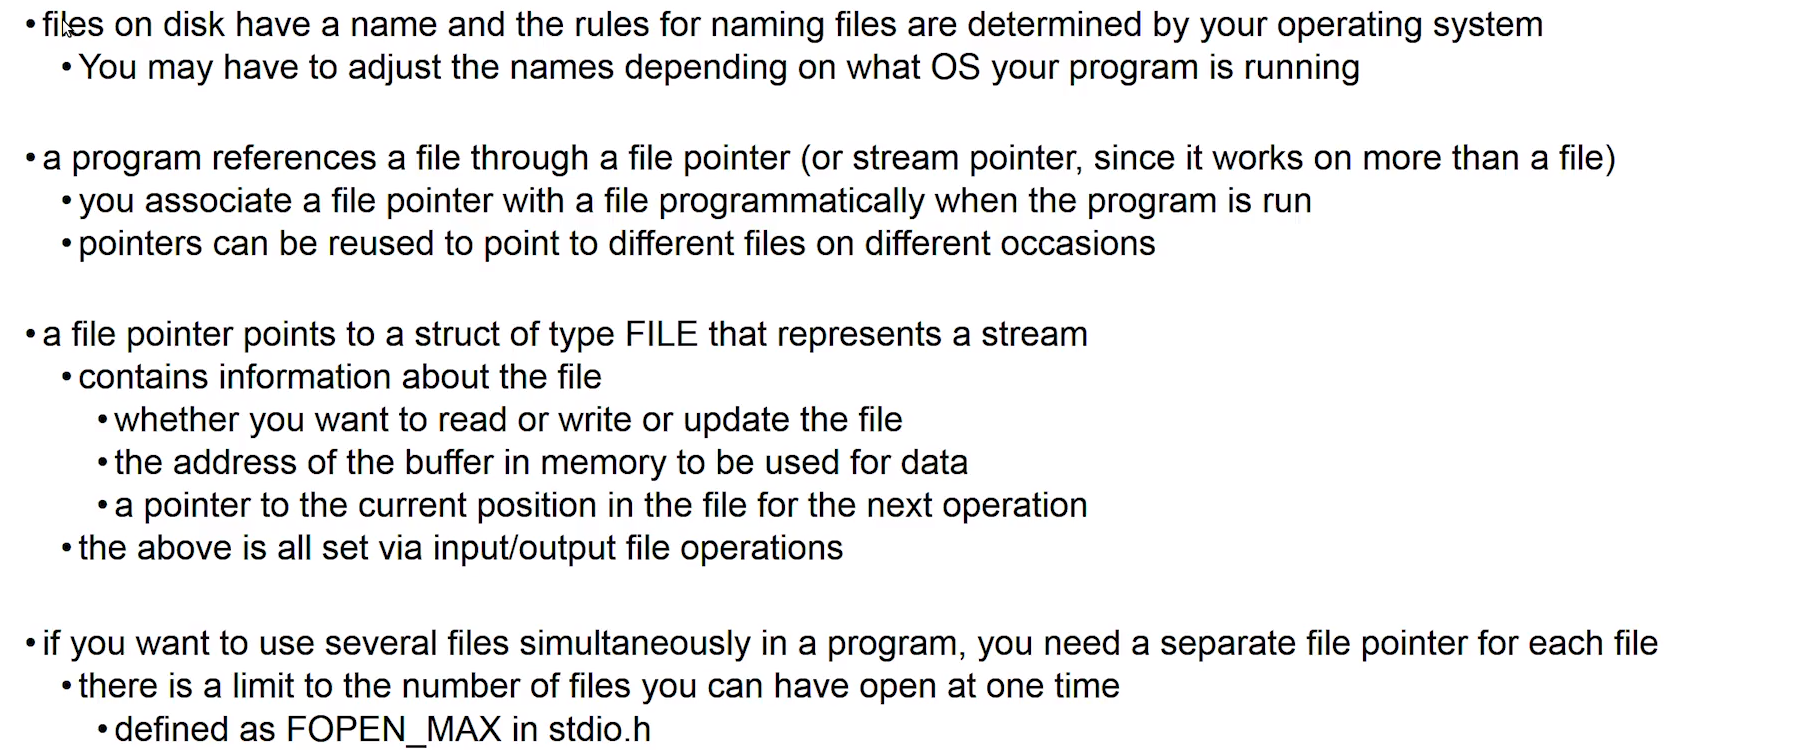 • files on disk have a name and the rules for naming files are determined by your operating system
• You may have to adjust the names depending on what OS your program is running
• a program references a file through a file pointer (or stream pointer, since it works on more than a file)
• you associate a file pointer with a file programmatically when the program is run
• pointers can be reused to point to different files on different occasions
• a file pointer points to a struct of type FILE that represents a stream
• contains information about the file
• whether you want to read or write or update the file
• the address of the buffer in memory to be used for data
• a pointer to the current position in the file for the next operation
• the above is all set via input/output file operations
• if you want to use several files simultaneously in a program, you need a separate file pointer for each file
• there is a limit to the number of files you can have open at one time
• defined as FOPEN_MAX in stdio.h